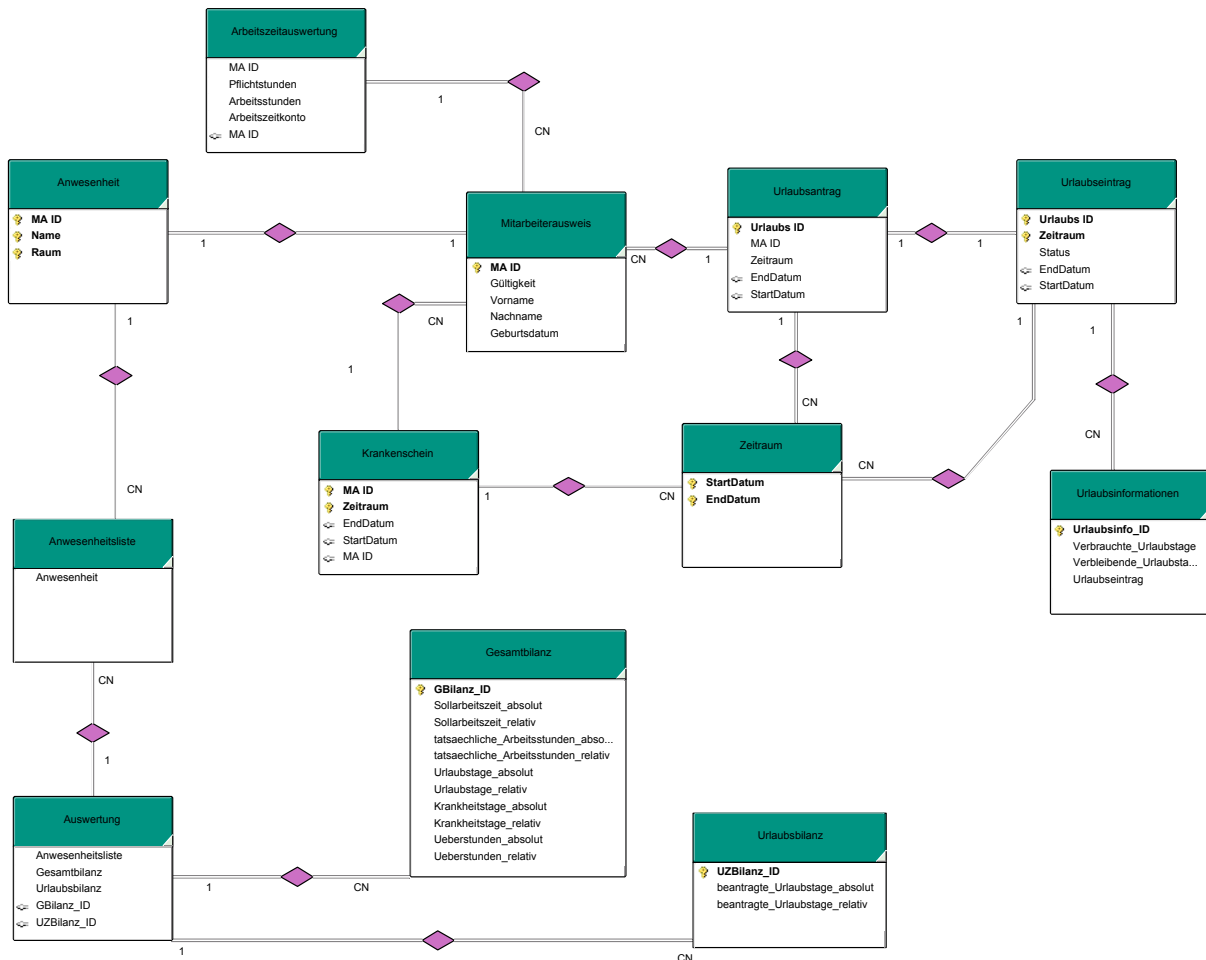 Arbeitszeitauswertung
MA ID
Pflichtstunden
Arbeitsstunden
Arbeitszeitkonto
MA ID
1
CN
Anwesenheit
MA ID
Name
Raum
1
1
Mitarbeiterausweis
MA ID
Gültigkeit
Vorname
Nachname
Geburtsdatum
CN
1
Urlaubsantrag
Urlaubs ID
MA ID
Zeitraum
EndDatum
StartDatum
1
1
Urlaubseintrag
Urlaubs ID
Zeitraum
Status
EndDatum
StartDatum
1
CN
1
1
CN
1
1
CN
CN
CN
Krankenschein
MA ID
Zeitraum
EndDatum
StartDatum
MA ID
1
CN
Zeitraum
StartDatum
EndDatum
Urlaubsinformationen
Urlaubsinfo_ID
Verbrauchte_Urlaubstage
Verbleibende_Urlaubsta...
Urlaubseintrag
CN
Anwesenheitsliste
Anwesenheit
CN
1
Gesamtbilanz
GBilanz_ID
Sollarbeitszeit_absolut
Sollarbeitszeit_relativ
tatsaechliche_Arbeitsstunden_abso...
tatsaechliche_Arbeitsstunden_relativ
Urlaubstage_absolut
Urlaubstage_relativ
Krankheitstage_absolut
Krankheitstage_relativ
Ueberstunden_absolut
Ueberstunden_relativ
Auswertung
Anwesenheitsliste
Gesamtbilanz
Urlaubsbilanz
GBilanz_ID
UZBilanz_ID
1
CN
Urlaubsbilanz
UZBilanz_ID
beantragte_Urlaubstage_absolut
beantragte_Urlaubstage_relativ
1
CN